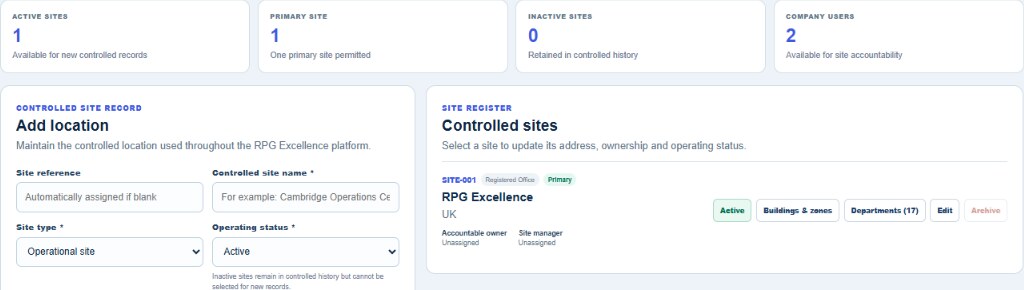 ACTIVE SITES
1
Available for new controlled records
PRIMARY SITE
1
One primary site permitted
INACTIVE SITES
0
Retained in controlled history
COMPANY USERS
2
Available for site accountability
CONTROLLED SITE RECORD
Add location
Maintain the controlled location used throughout the RPG Excellence platform.
Site reference
Controlled site name *
Automatically assigned if blank
For example: Cambridge Operations Ce
Site type *
Operating status *
Operational site
Active
Inactive sites remain in controlled history but cannot be
selected for new records.
SITE REGISTER
Controlled sites
Select a site to update its address, ownership and operating status.
SITE-001 Registered Office Primary
RPG Excellence
UK
Accountable owner Site manager
Unassigned Unassigned
Active Buildings & zones Departments (17) Edit Archive